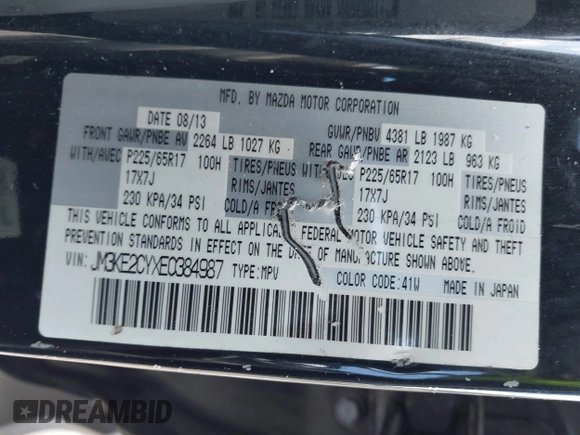 MFD. BY MAZDA MOTOR CORPORATION
DATE 08/13 GVWR/PNBV 4381 LB 1987 KG
FRONT GAWR/PNBE AV 2264 LB 1027 KG REAR GAWR/PNBE AR 2123 LB 963 KG
WITH/AVEC P225/65R17 100H TIRES/PNEUS WITH P225/65R17 100H TIRES/PNEUS
17X7J RIMS/JANTES 17X7J RIMS/JANTES
230 KPA/34 PSI COLD/A FROID 230 KPA/34 PSI COLD/A FROID
THIS VEHICLE CONFORMS TO ALL FEDERAL MOTOR VEHICLE SAFETY AND THEFT
PREVENTION STANDARDS IN EFFECT ON THE OF MANUFACTURE SHOWN ABOVE.
VIN: JM3KE2CYXE0384987 TYPE:MPV COLOR CODE:41W MADE IN JAPAN
DREAMBID